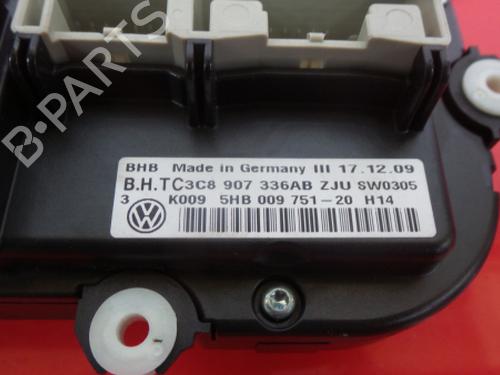 B-PARTS
BHB Made in Germany III 17.12.09
B.H.T C3C8 907 336AB ZJU SW0305
3 K009 5HB 009 751-20 H14